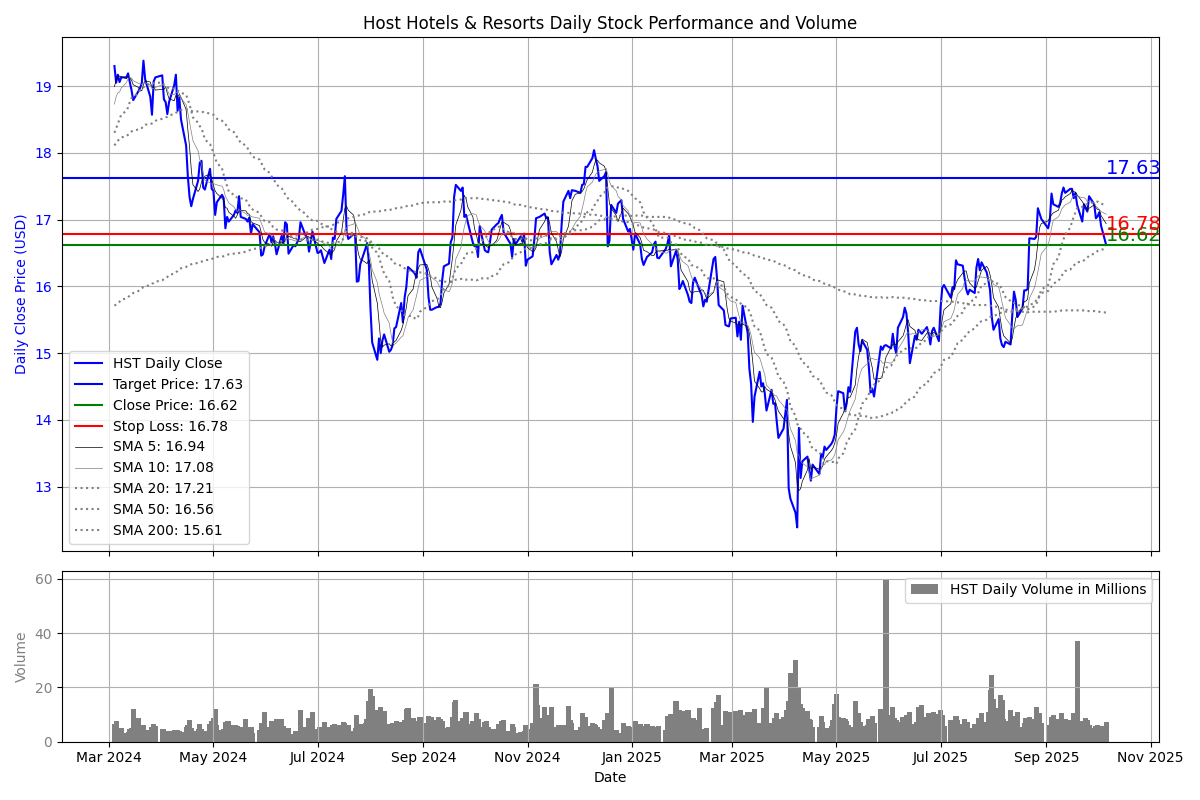 Host Hotels & Resorts Daily Stock Performance and Volume
Daily Close Price (USD)
19
18
17
16
15
14
13
17.63
16.78
16.62
HST Daily Close
Target Price: 17.63
Close Price: 16.62
Stop Loss: 16.78
SMA 5: 16.94
SMA 10: 17.08
SMA 20: 17.21
SMA 50: 16.56
SMA 200: 15.61
Volume
60
40
20
0
HST Daily Volume in Millions
Mar 2024 May 2024 Jul 2024 Sep 2024 Nov 2024 Jan 2025 Mar 2025 May 2025 Jul 2025 Sep 2025 Nov 2025
Date